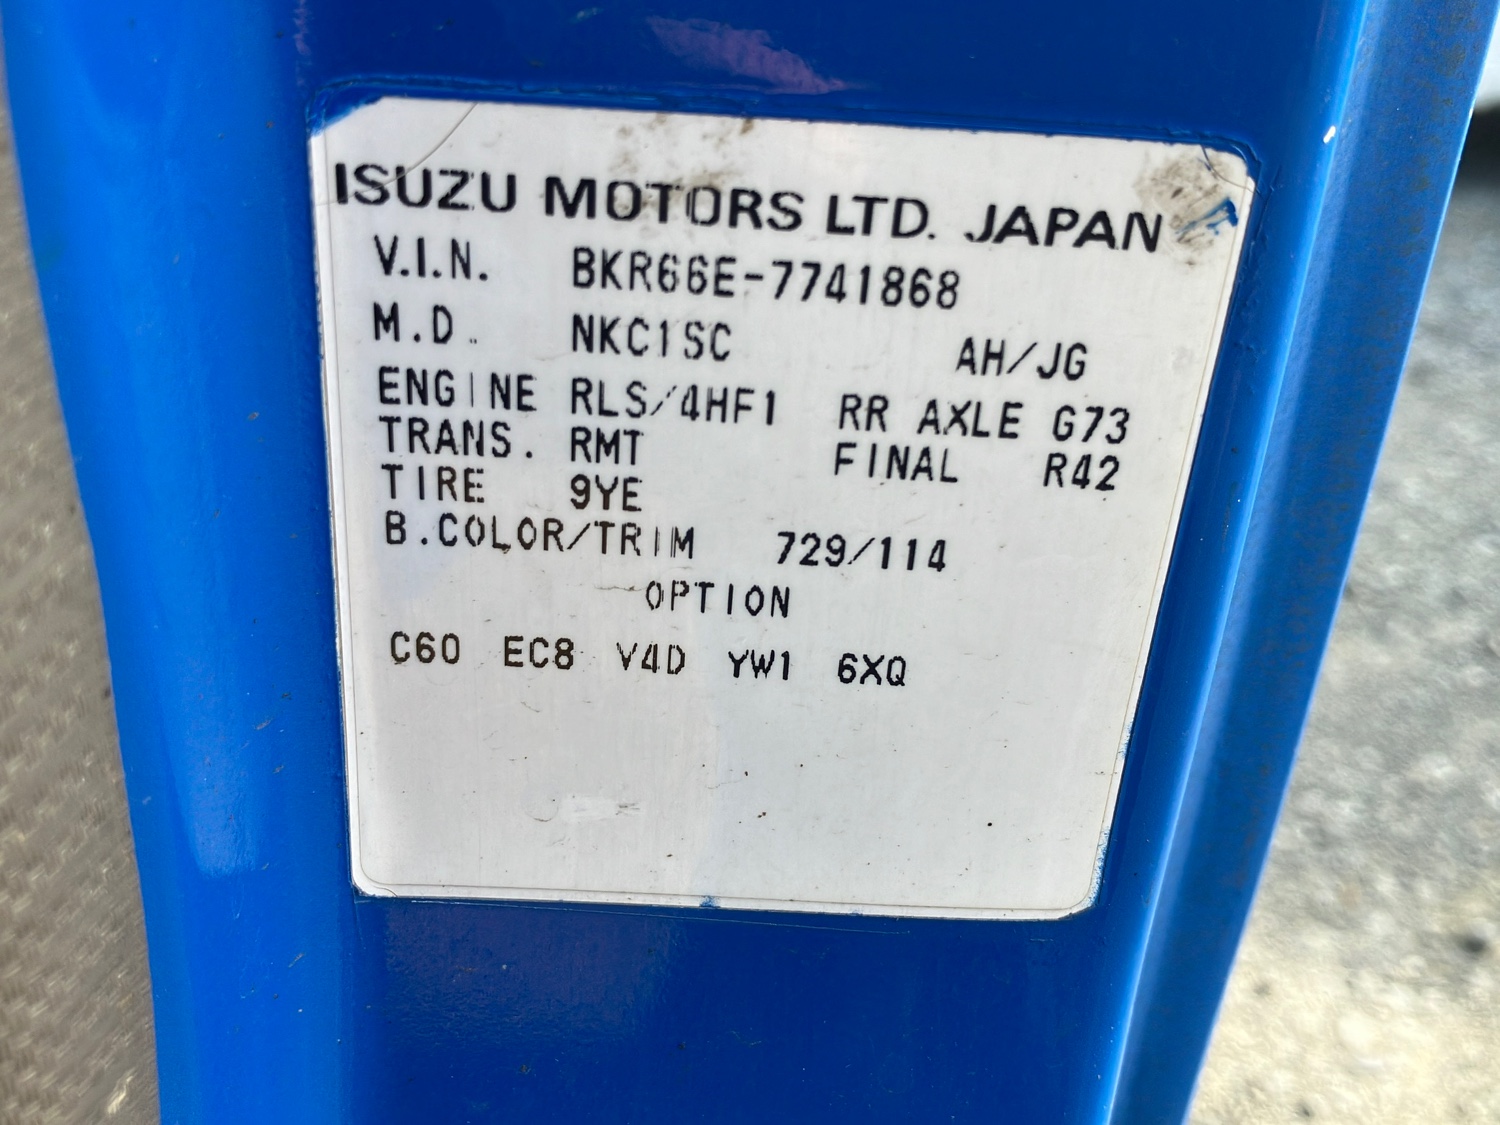 ISUZU MOTORS LTD. JAPAN
V.I.N. BKR66E-7741868
M.D. NKC1SC AH/JG
ENGINE RLS/4HF1 RR AXLE G73
TRANS. RMT FINAL R42
TIRE 9YE
B.COLOR/TRIM 729/114
OPTION
C60 EC8 V4D YW1 6XQ